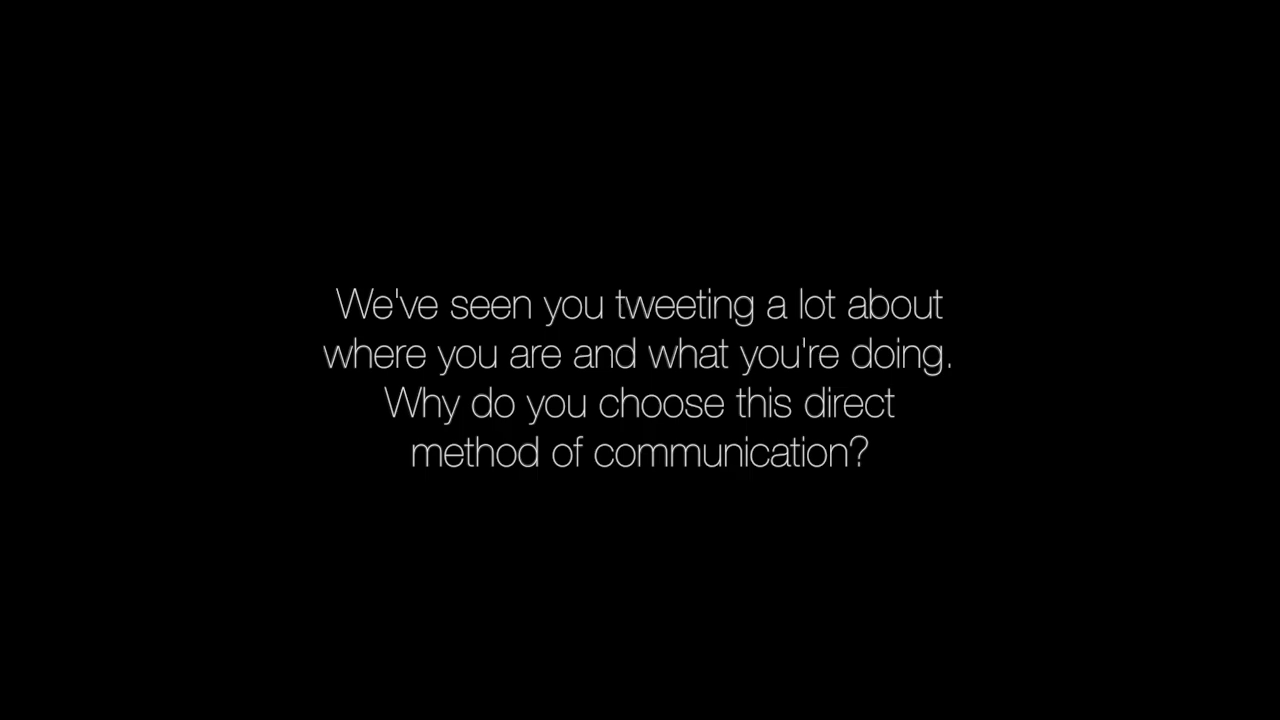 We've seen you tweeting a lot about
where you are and what you're doing.
Why do you choose this direct
method of communication?